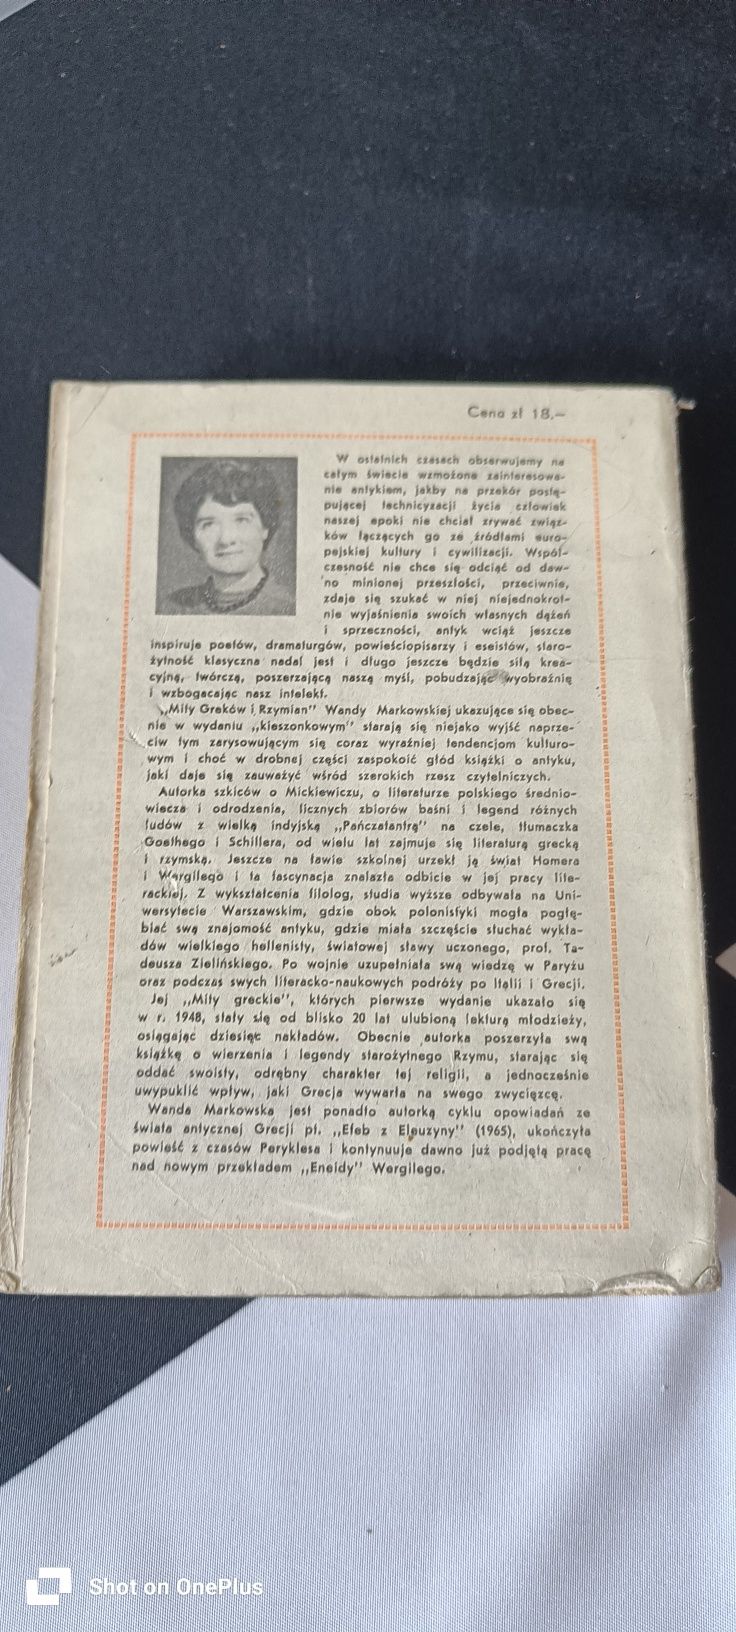 Cena zł 18.—
W ostatnich czasach obserwujemy na
całym świecie wzmożone zainteresowa-
nie antykiem, jakby na przekór postę-
pującej technicyzacji życia człowiek
naszej epoki nie chciał zrywać związ-
ków łączących go ze źródłami euro-
pejskiej kultury i cywilizacji. Współ-
czesność nie chce się odciąć od daw-
no minionej przeszłości, przeciwnie,
zdaje się szukać w niej niejednokrot-
nie wyjaśnienia swoich własnych dążeń
i sprzeczności, antyk wciąż jeszcze
inspiruje poetów, dramaturgów, powieściopisarzy i eseistów, staro-
żytność klasyczna nadal jest i długo jeszcze będzie siłą krea-
cyjną, twórczą, poszerzającą naszą myśl, pobudzając wyobraźnię
i wzbogacając nasz intelekt.
„Mity Greków i Rzymian" Wandy Markowskiej ukazujące się obec-
nie w wydaniu „kieszonkowym" starają się niejako wyjść naprze-
ciw tym zarysowującym się coraz wyraźniej tendencjom kulturo-
wym i choć w drobnej części zaspokoić głód książki o antyku,
jaki daje się zauważyć wśród szerokich rzesz czytelniczych.
Autorka szkiców o Mickiewiczu, o literaturze polskiego średnio-
wiecza i odrodzenia, licznych zbiorów baśni i legend różnych
ludów z wielką indyjską „Pańczatantrą" na czele, tłumaczka
Goethego i Schillera, od wielu lat zajmuje się literaturą grecką
i rzymską. Jeszcze na ławie szkolnej urzekł ją świat Homera
i Wergilego i ta fascynacja znalazła odbicie w jej pracy lite-
rackiej. Z wykształcenia filolog, studia wyższe odbywała na Uni-
wersytecie Warszawskim, gdzie obok polonistyki mogła pogłę-
biać swą znajomość antyku, gdzie miała szczęście słuchać wykła-
dów wielkiego hellenisty, światowej sławy uczonego, prof. Ta-
deusza Zielińskiego. Po wojnie uzupełniała swą wiedzę w Paryżu
oraz podczas swych literacko-naukowych podróży po Italii i Grecji.
Jej „Mity greckie", których pierwsze wydanie ukazało się
w r. 1948, stały się od blisko 20 lat ulubioną lekturą młodzieży,
osiągając dziesięć nakładów. Obecnie autorka poszerzyła swą
książkę o wierzenia i legendy starożytnego Rzymu, starając się
oddać swoisty, odrębny charakter tej religii, a jednocześnie
uwypuklić wpływ, jaki Grecja wywarła na swego zwycięzcę.
Wanda Markowska jest ponadto autorką cyklu opowiadań ze
świata antycznej Grecji pt. „Efeb z Eleuzyny" (1965), ukończyła
powieść z czasów Peryklesa i kontynuuje dawno już podjętą pracę
nad nowym przekładem „Eneidy" Wergilego.
Shot on OnePlus